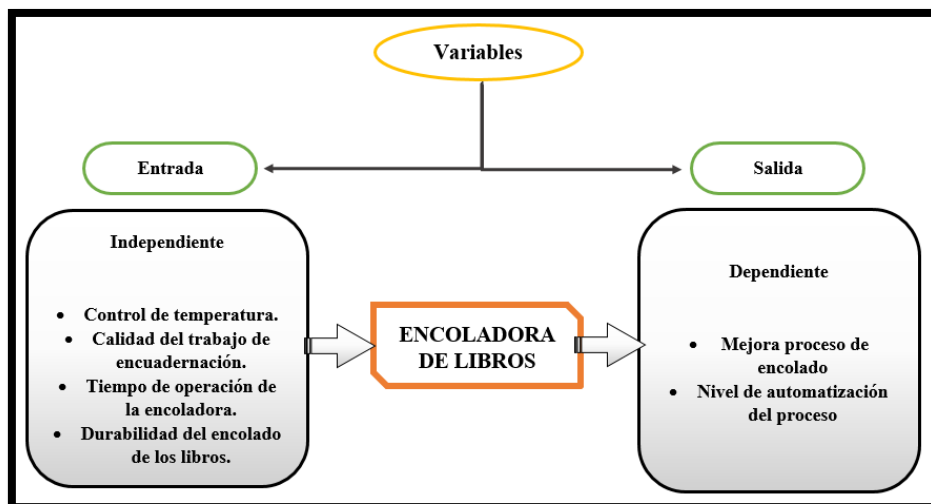 Variables
Entrada
Salida
Independiente
• Control de temperatura.
• Calidad del trabajo de
encuadernación.
• Tiempo de operación de
la encoladora.
• Durabilidad del encolado
de los libros.
ENCOLADORA
DE LIBROS
Dependiente
• Mejora proceso de
encolado
• Nivel de automatización
del proceso